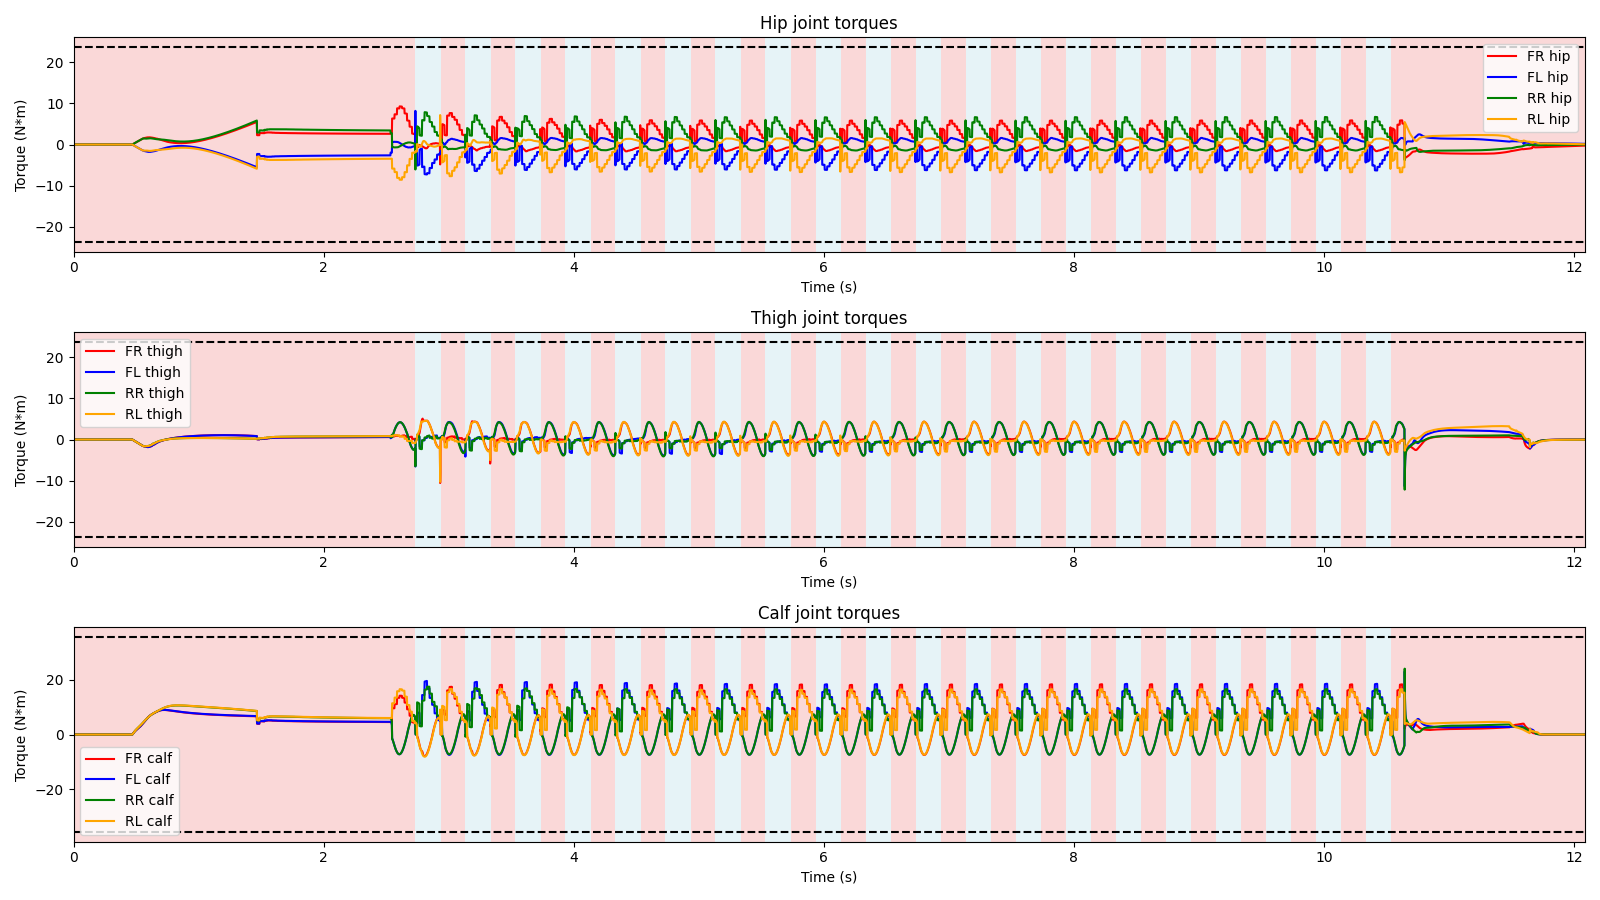 Hip joint torques
Torque (N*m)
20
10
0
−10
−20
FR hip
FL hip
RR hip
RL hip
0 2 4 6 8 10 12
Time (s)
Thigh joint torques
Torque (N*m)
20
10
0
−10
−20
FR thigh
FL thigh
RR thigh
RL thigh
0 2 4 6 8 10 12
Time (s)
Calf joint torques
Torque (N*m)
20
0
−20
FR calf
FL calf
RR calf
RL calf
0 2 4 6 8 10 12
Time (s)